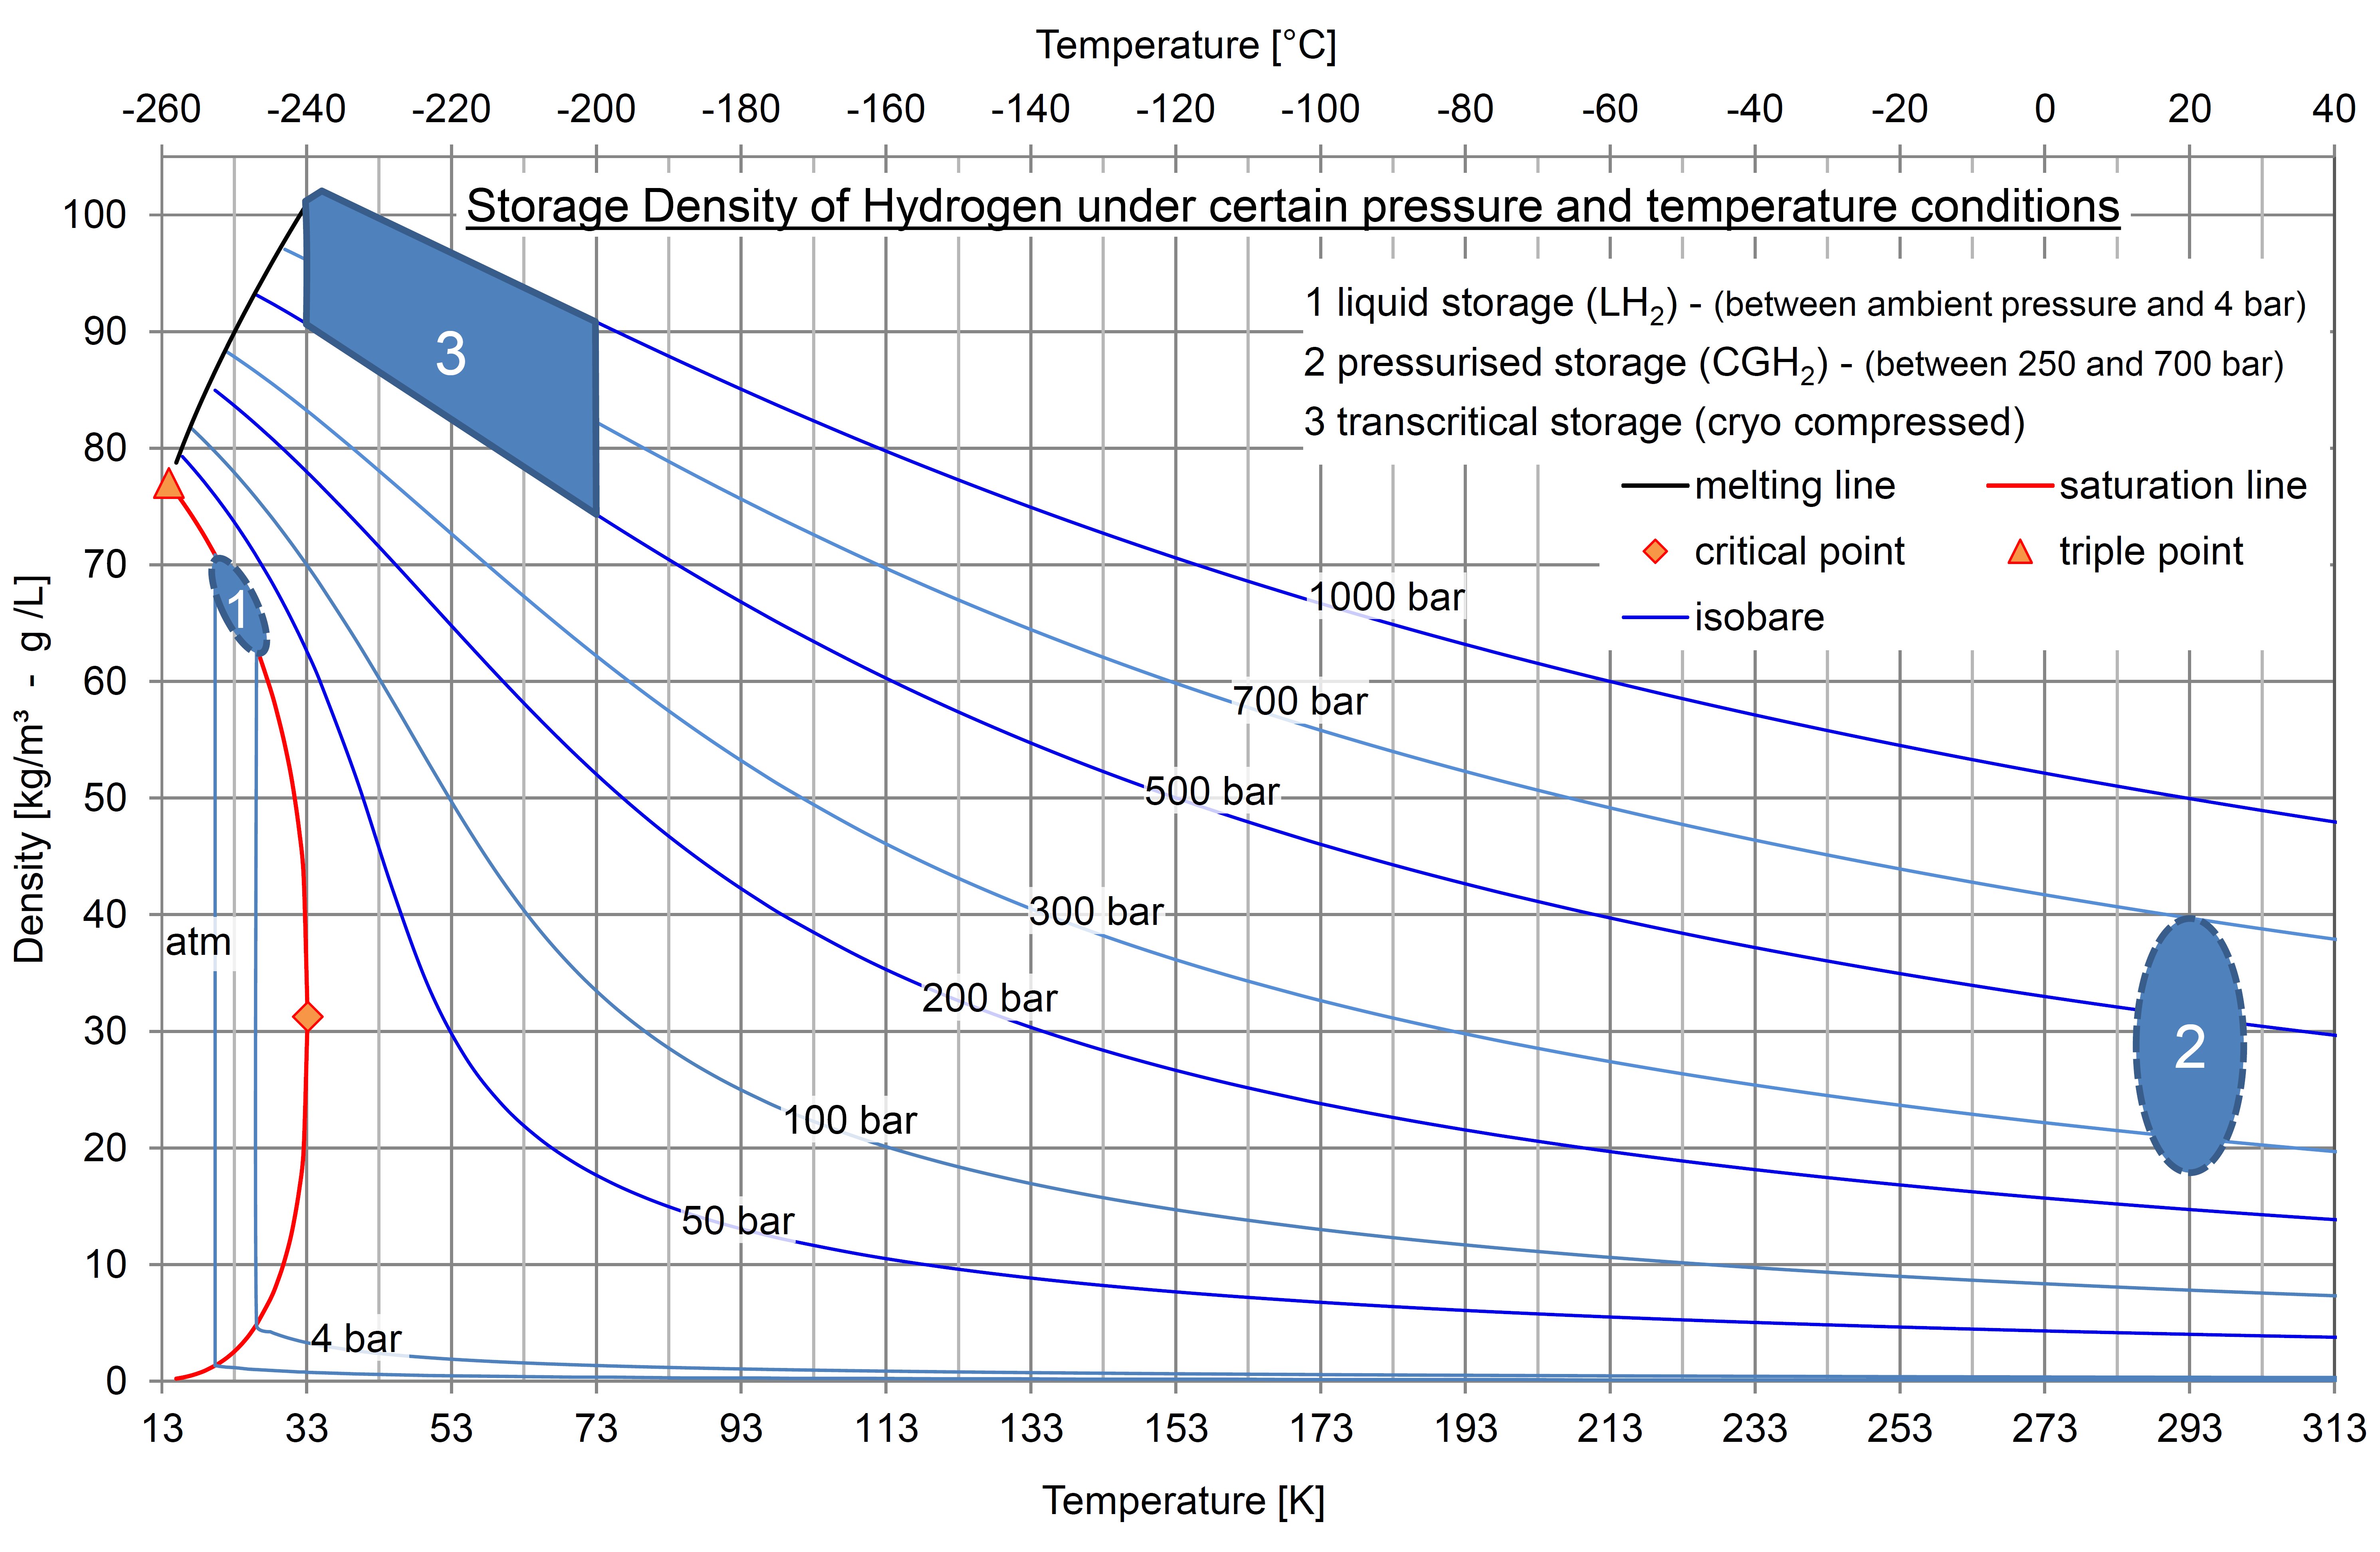 Temperature [°C]
-260 -240 -220 -200 -180 -160 -140 -120 -100 -80 -60 -40 -20 0 20 40
Storage Density of Hydrogen under certain pressure and temperature conditions
1 liquid storage (LH₂) - (between ambient pressure and 4 bar)
2 pressurised storage (CGH₂) - (between 250 and 700 bar)
3 transcritical storage (cryo compressed)
melting line
saturation line
critical point
triple point
isobare
Density [kg/m³ - g /L]
100
90
80
70
60
50
40
30
20
10
0
3
1
2
1000 bar
700 bar
500 bar
300 bar
atm
200 bar
100 bar
50 bar
4 bar
13 33 53 73 93 113 133 153 173 193 213 233 253 273 293 313
Temperature [K]